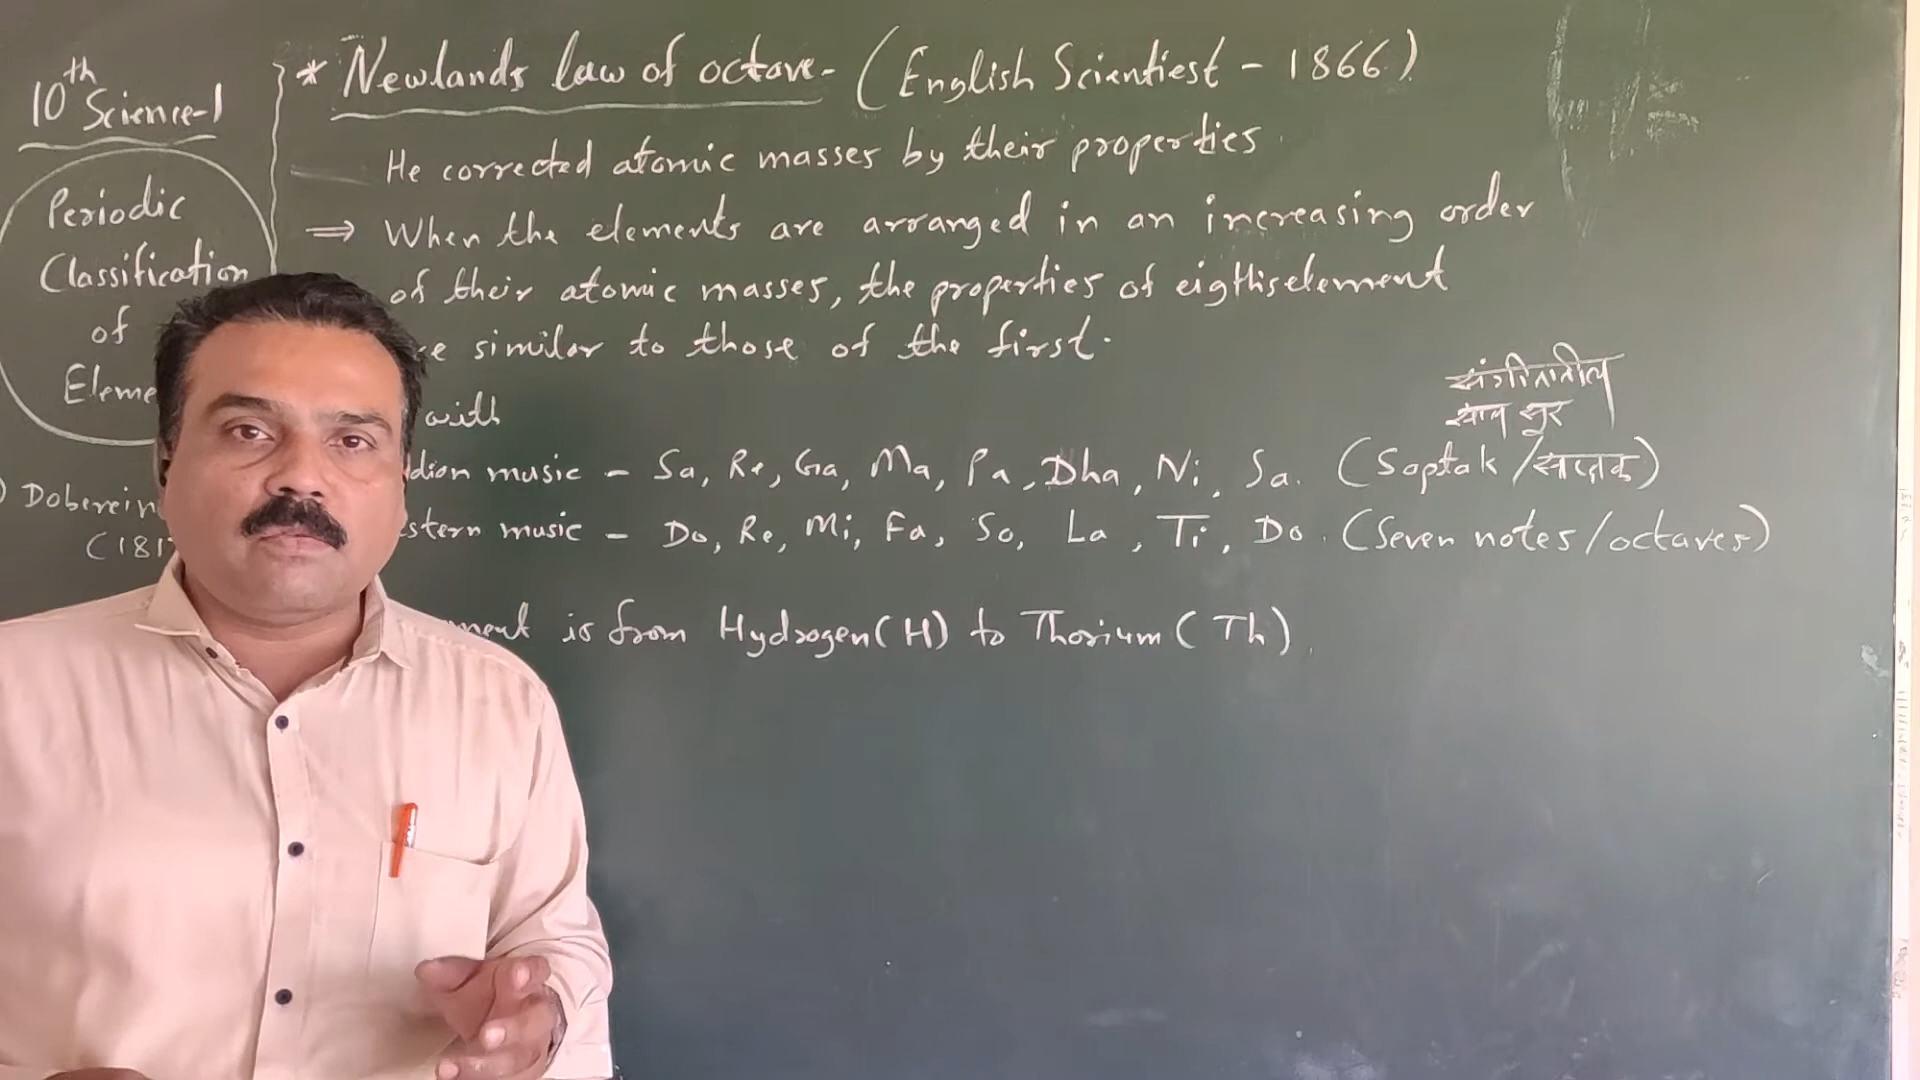 10th
Science-1
Periodic
Classification
of
Eleme
Doberein
(181
* Newlands law of octave- (English Scientiest - 1866)
He corrected atomic masses by their properties
⇒ When the elements are arranged in an increasing order
of their atomic masses, the properties of eigthiselement
similar to those of the first.
with
music - Sa, Re, Ga, Ma, Pa, Dha, Ni, Sa. (Saptak / सप्तक)
music - Do, Re, Mi, Fa, So, La, Ti, Do. (Seven notes/octaves)
संगीतातील
सात सुर
is from Hydrogen (H) to Thorium (Th)